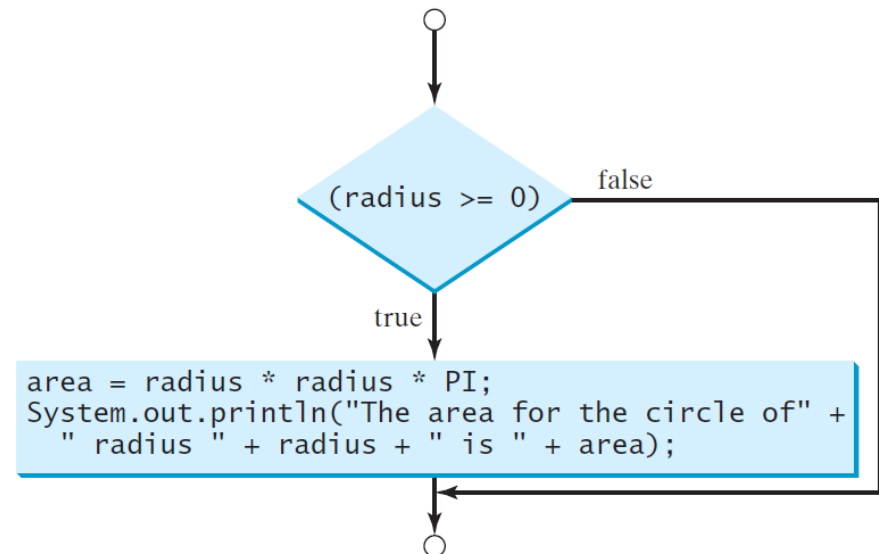 (radius >= 0)
false
true
area = radius * radius * PI;
System.out.println("The area for the circle of" +
" radius " + radius + " is " + area);